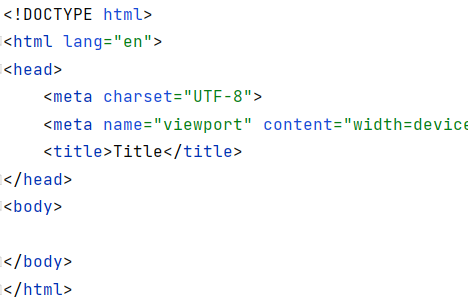 <!DOCTYPE html>
<html lang="en">
<head>
    <meta charset="UTF-8">
    <meta name="viewport" content="width=device
    <title>Title</title>
</head>
<body>

</body>
</html>